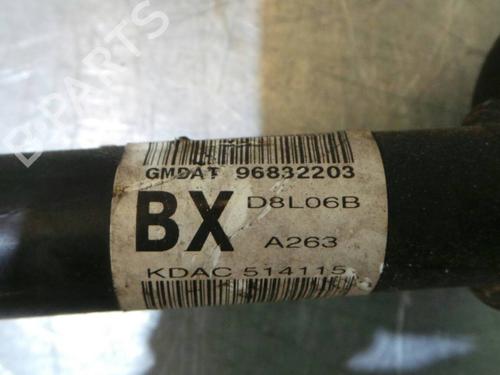 B PARTS
GMDAT 96832203
BX
D8L06B
A263
KDAC 514115